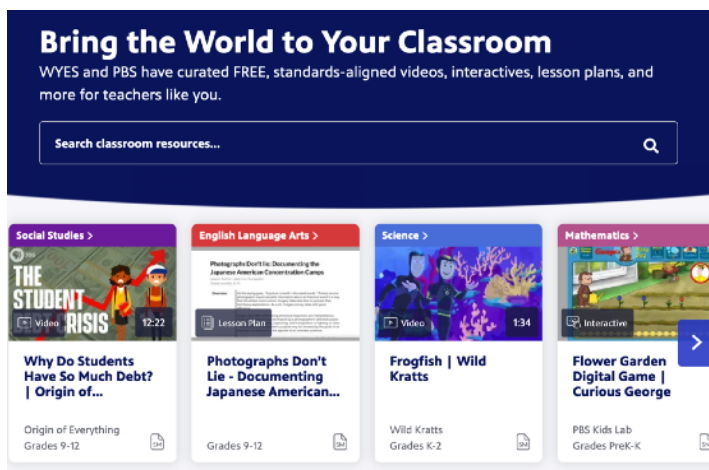 Bring the World to Your Classroom
WYES and PBS have curated FREE, standards-aligned videos, interactives, lesson plans, and
more for teachers like you.
Search classroom resources...
Social Studies >
THE
STUDENT
RISIS
Video
12:22
Why Do Students
Have So Much Debt?
| Origin of...
Origin of Everything
Grades 9-12
SM
English Language Arts >
Photographs Don't Lie: Documenting the
Japanese American Concentration Camps
Lesson Plan
Photographs Don't
Lie - Documenting
Japanese American...
Grades 9-12
SM
Science >
Video
1:34
Frogfish | Wild
Kratts
Wild Kratts
Grades K-2
SM
Mathematics >
Interactive
Flower Garden
Digital Game |
Curious George
PBS Kids Lab
Grades PreK-K